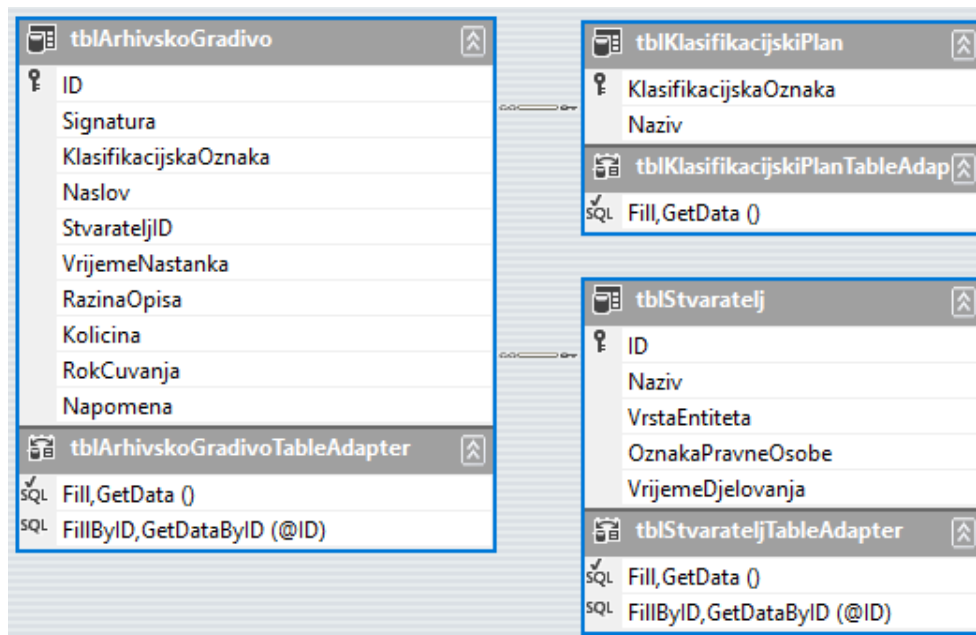 tblArhivskoGradivo
ID
Signatura
KlasifikacijskaOznaka
Naslov
StvarateljID
VrijemeNastanka
RazinaOpisa
Kolicina
RokCuvanja
Napomena
tblArhivskoGradivoTableAdapter
SQL Fill,GetData ()
SQL FillByID,GetDataByID (@ID)
tblKlasifikacijskiPlan
KlasifikacijskaOznaka
Naziv
tblKlasifikacijskiPlanTableAdap
SQL Fill,GetData ()
tblStvaratelj
ID
Naziv
VrstaEntiteta
OznakaPravneOsobe
VrijemeDjelovanja
tblStvarateljTableAdapter
SQL Fill,GetData ()
SQL FillByID,GetDataByID (@ID)